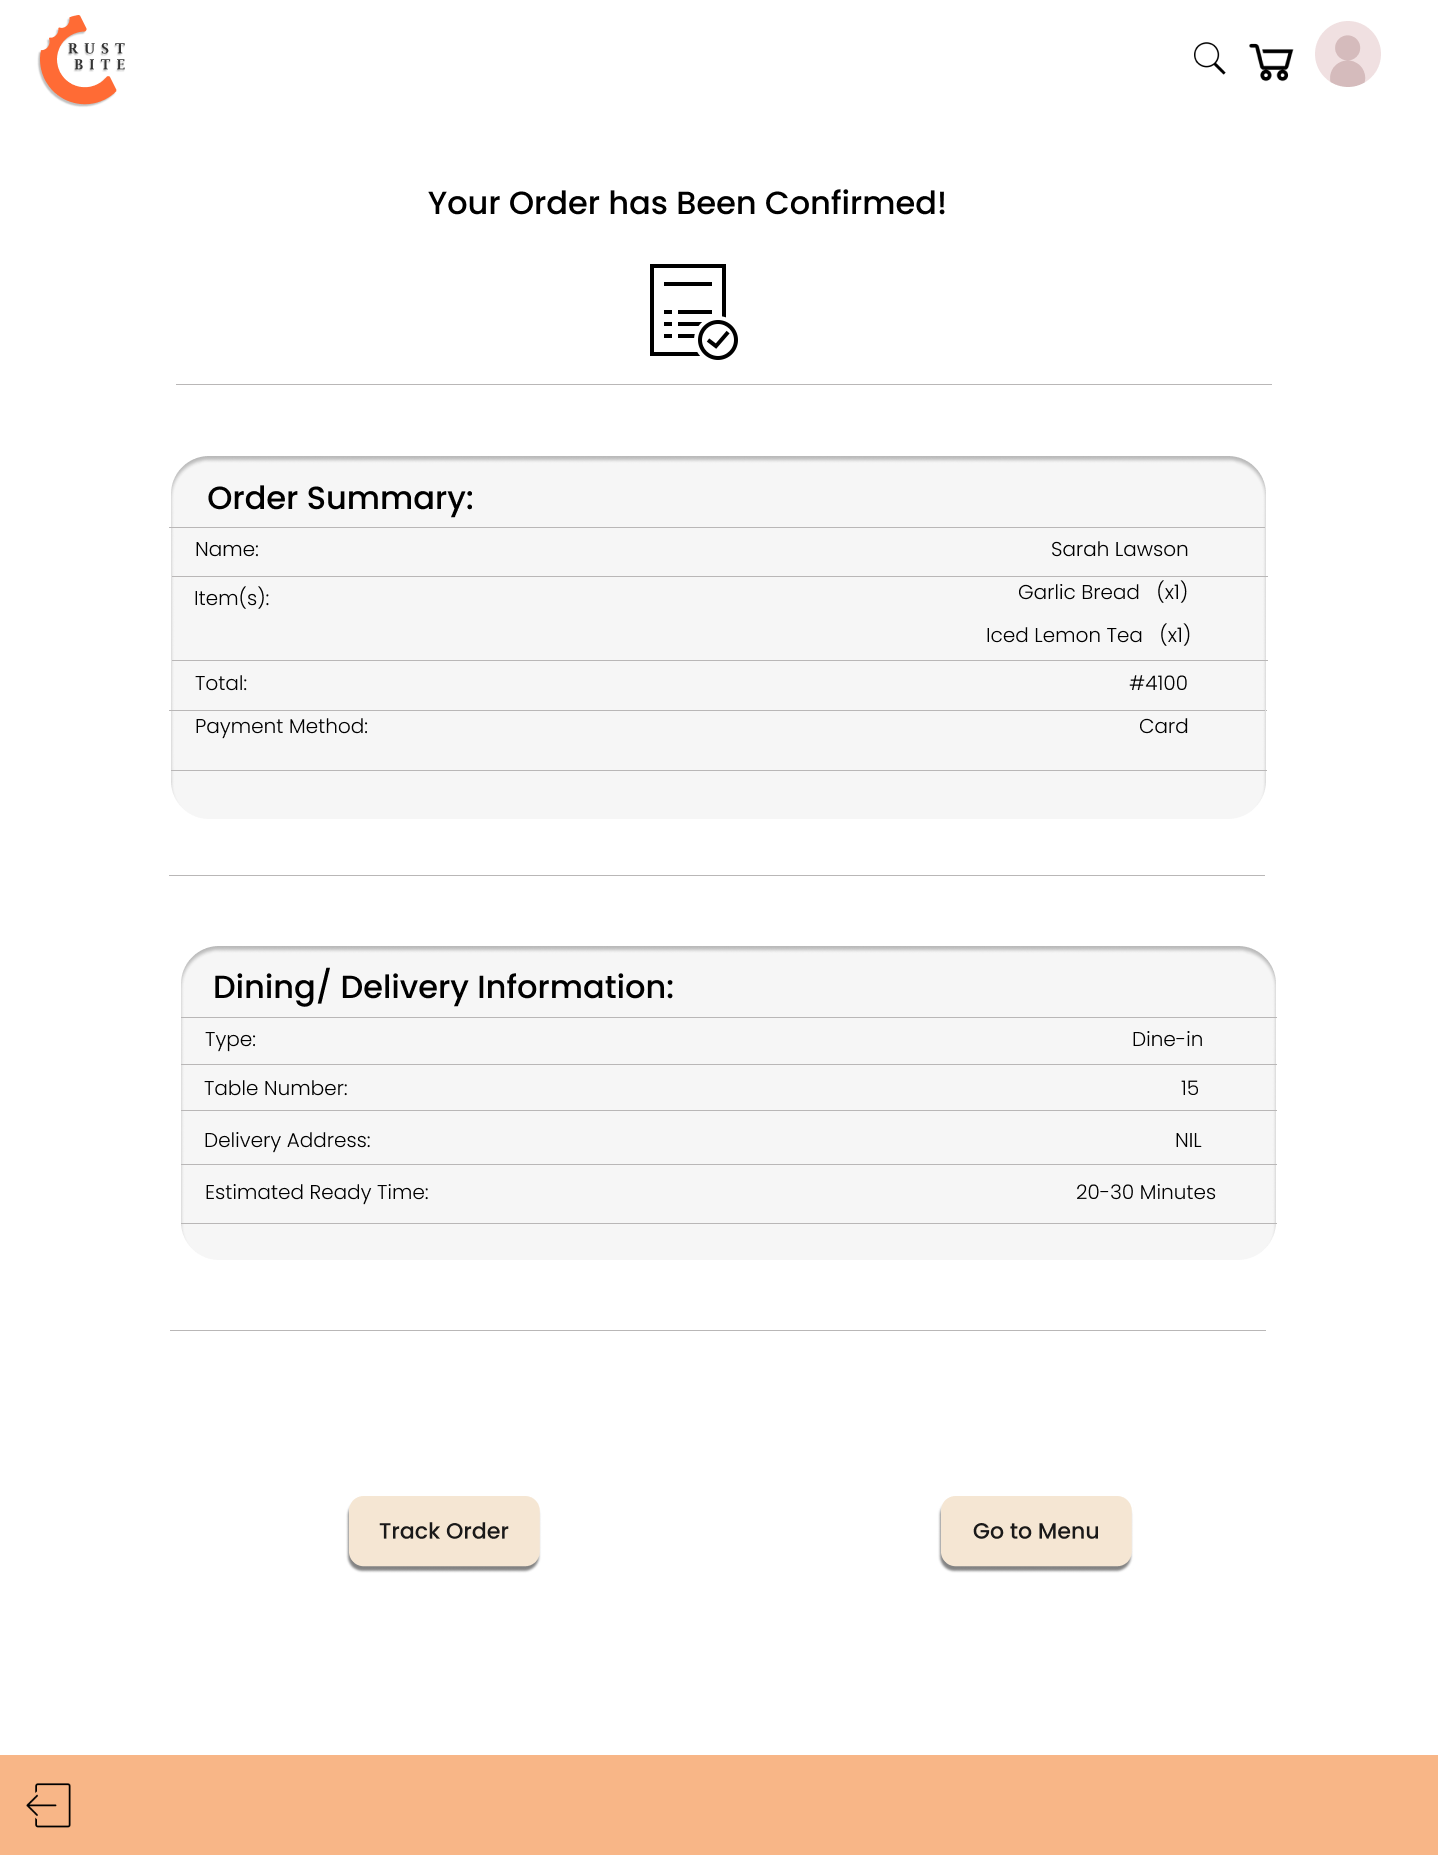 RUST
BITE
Your Order has Been Confirmed!
Order Summary:
Name: Sarah Lawson
Item(s): Garlic Bread (x1)
Iced Lemon Tea (x1)
Total: #4100
Payment Method: Card
Dining/ Delivery Information:
Type: Dine-in
Table Number: 15
Delivery Address: NIL
Estimated Ready Time: 20-30 Minutes
Track Order Go to Menu